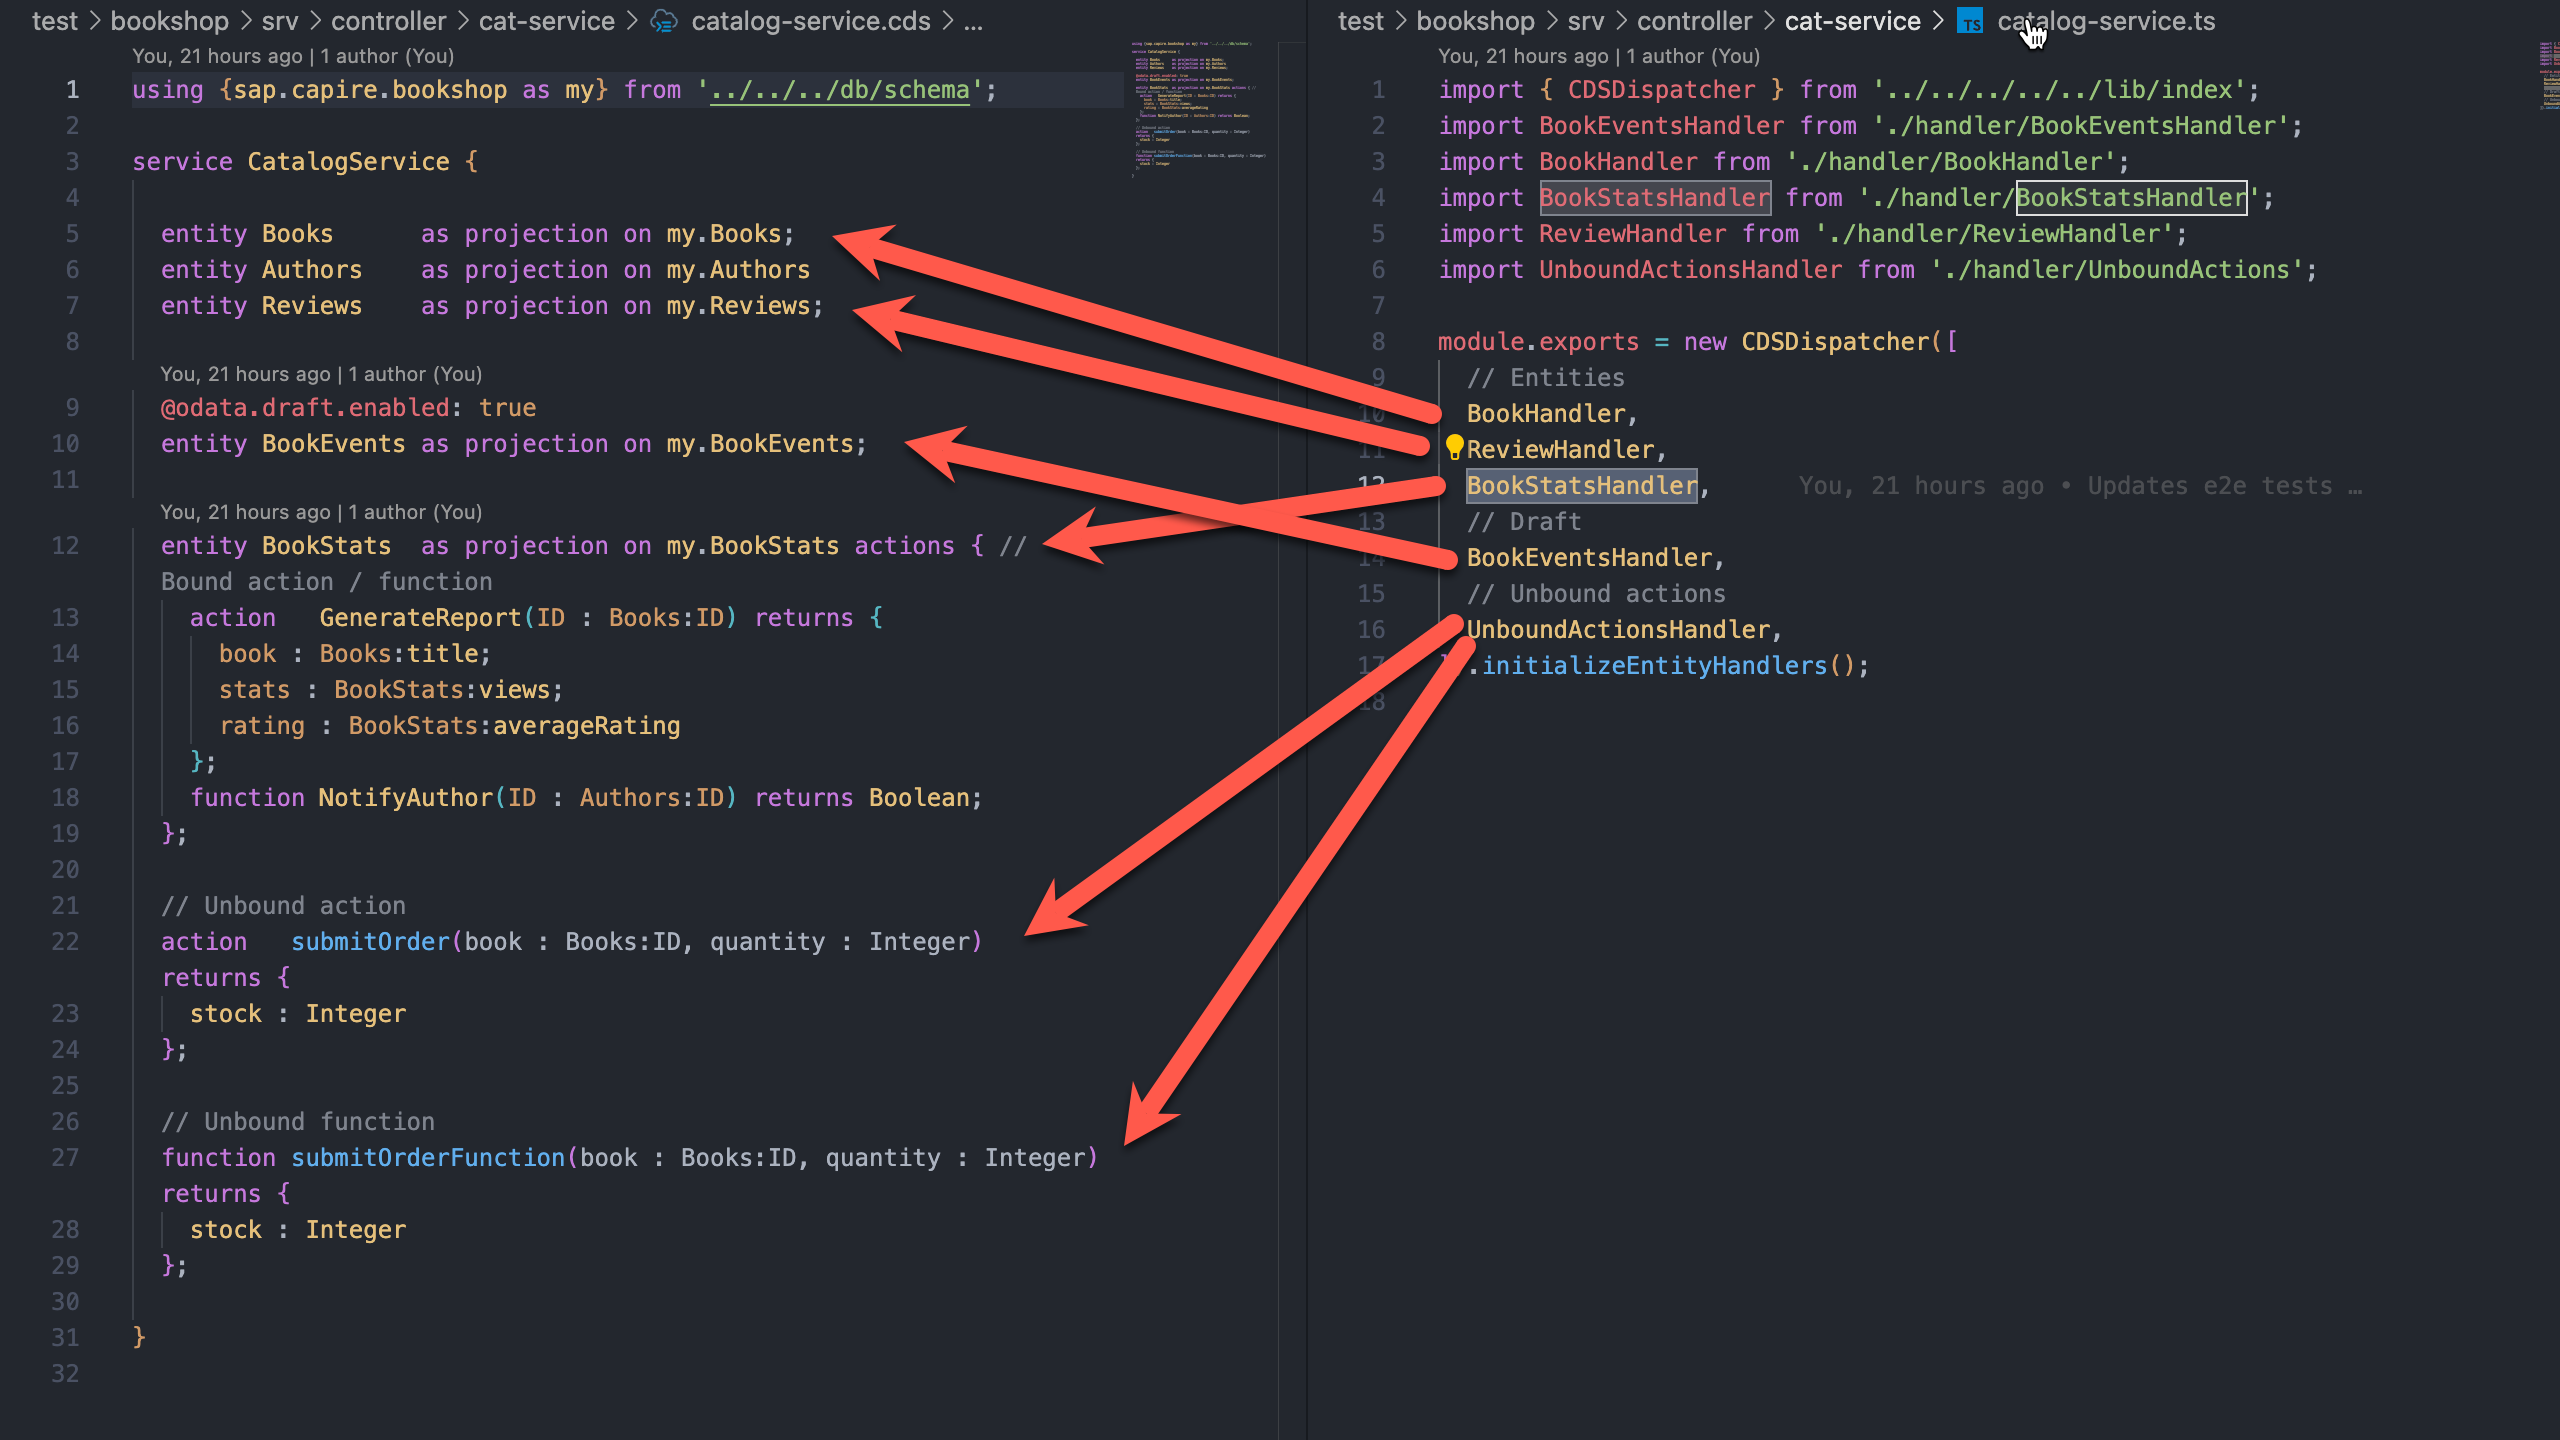 test > bookshop > srv > controller > cat-service > catalog-service.cds > ...
You, 21 hours ago | 1 author (You)
1 using {sap.capire.bookshop as my} from '../../../db/schema';
2
3 service CatalogService {
4
5 entity Books as projection on my.Books;
6 entity Authors as projection on my.Authors
7 entity Reviews as projection on my.Reviews;
8
You, 21 hours ago | 1 author (You)
9 @odata.draft.enabled: true
10 entity BookEvents as projection on my.BookEvents;
11
You, 21 hours ago | 1 author (You)
12 entity BookStats as projection on my.BookStats actions { //
Bound action / function
13 action GenerateReport(ID : Books:ID) returns {
14 book : Books:title;
15 stats : BookStats:views;
16 rating : BookStats:averageRating
17 };
18 function NotifyAuthor(ID : Authors:ID) returns Boolean;
19 };
20
21 // Unbound action
22 action submitOrder(book : Books:ID, quantity : Integer)
returns {
23 stock : Integer
24 };
25
26 // Unbound function
27 function submitOrderFunction(book : Books:ID, quantity : Integer)
returns {
28 stock : Integer
29 };
30
31 }
32
test > bookshop > srv > controller > cat-service > TS catalog-service.ts
You, 21 hours ago | 1 author (You)
1 import { CDSDispatcher } from '../../../../../lib/index';
2 import BookEventsHandler from './handler/BookEventsHandler';
3 import BookHandler from './handler/BookHandler';
4 import BookStatsHandler from './handler/BookStatsHandler';
5 import ReviewHandler from './handler/ReviewHandler';
6 import UnboundActionsHandler from './handler/UnboundActions';
7
8 module.exports = new CDSDispatcher([
9 // Entities
10 BookHandler,
11 ReviewHandler,
12 BookStatsHandler, You, 21 hours ago • Updates e2e tests …
13 // Draft
14 BookEventsHandler,
15 // Unbound actions
16 UnboundActionsHandler,
17 .initializeEntityHandlers();
18